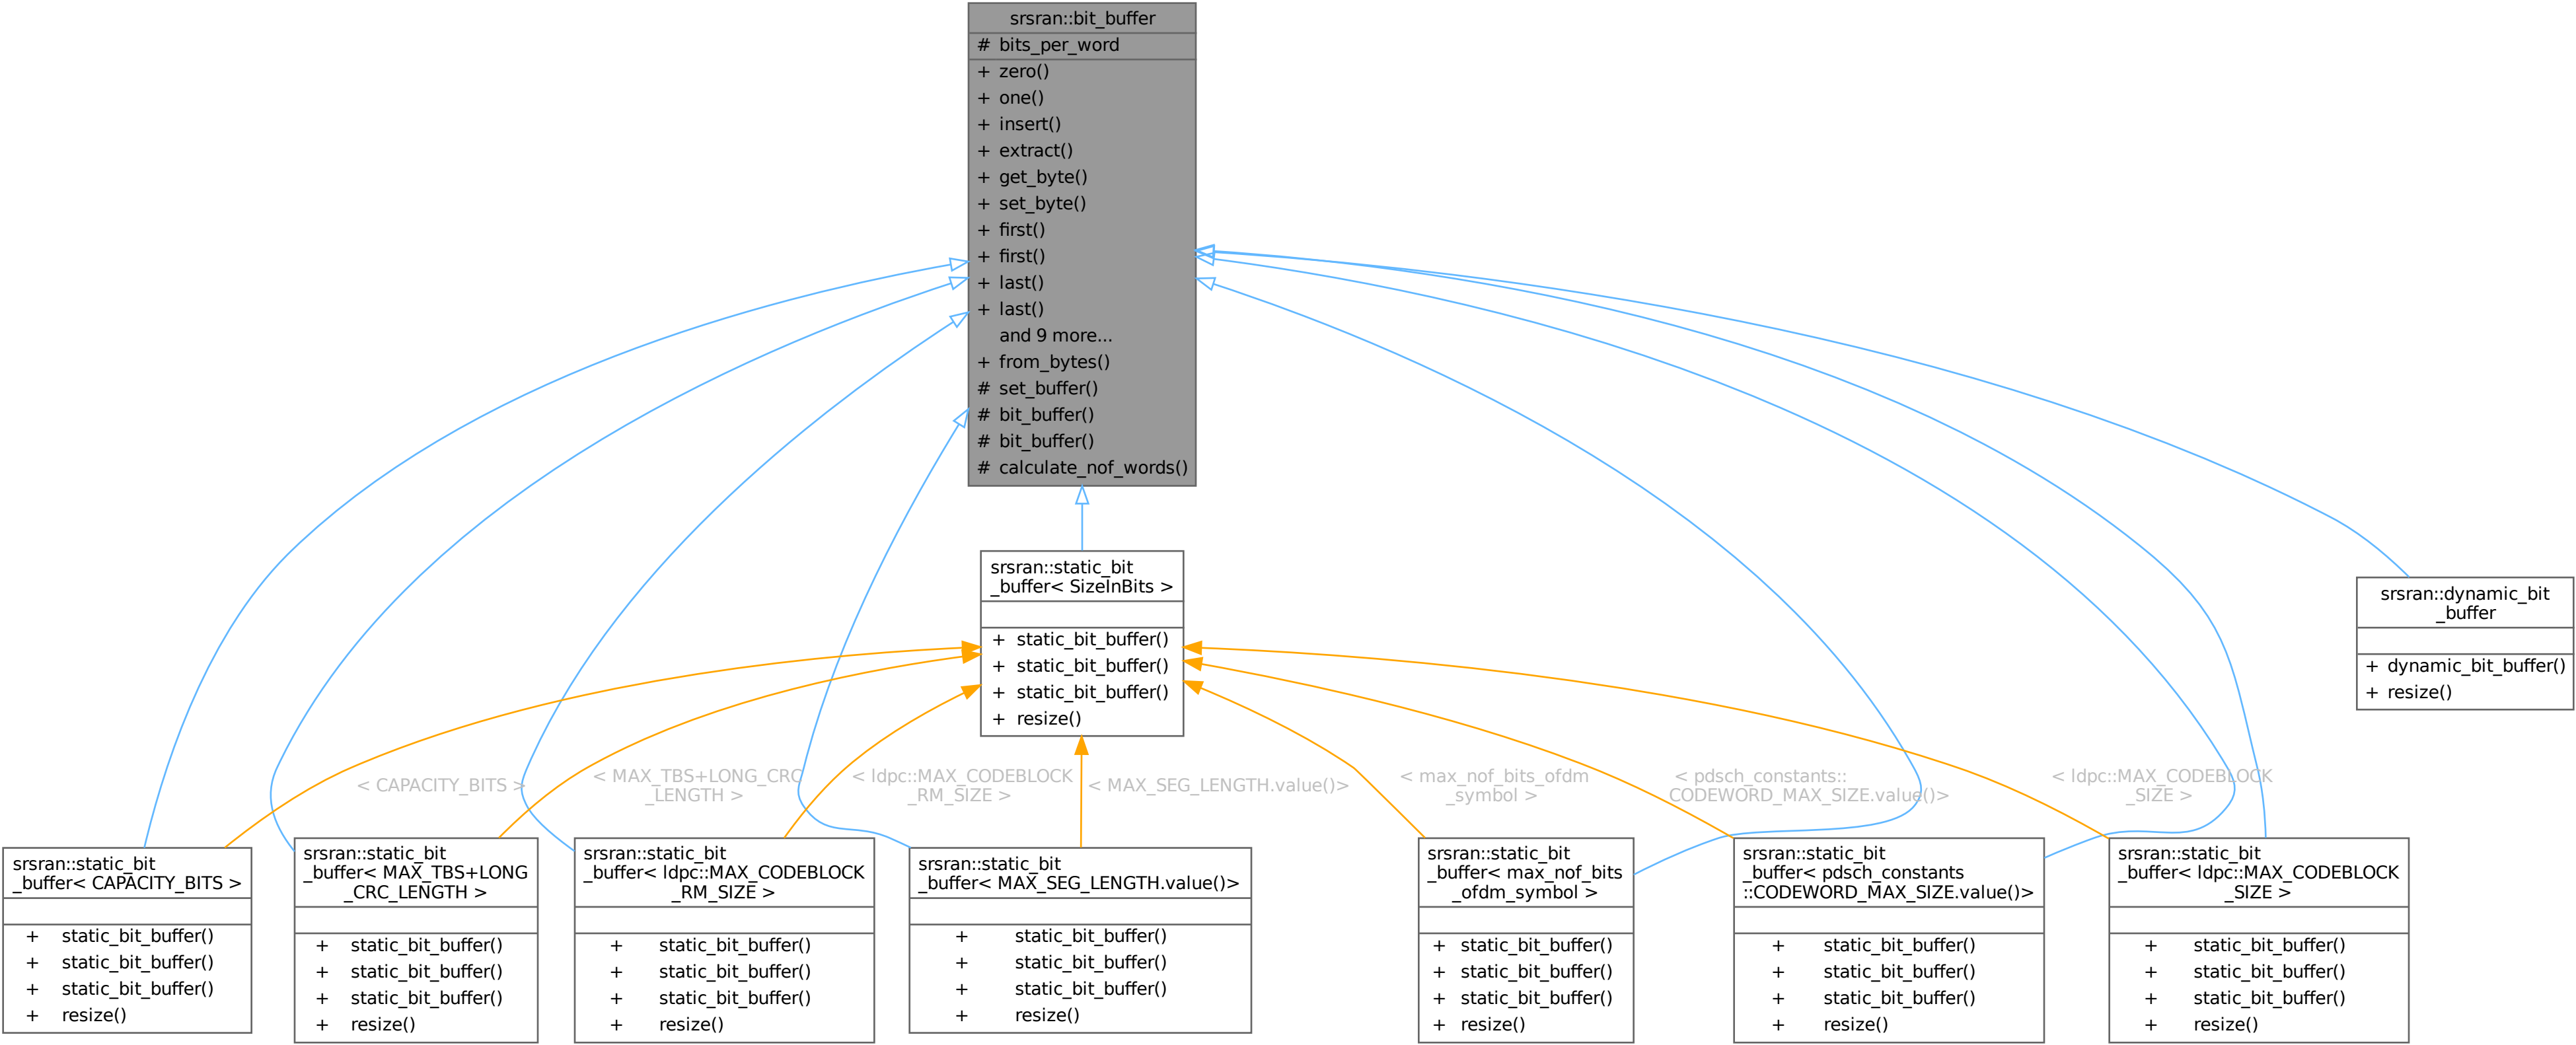 srsran::bit_buffer
# bits_per_word
+ zero()
+ one()
+ insert()
+ extract()
+ get_byte()
+ set_byte()
+ first()
+ first()
+ last()
+ last()
and 9 more...
+ from_bytes()
# set_buffer()
# bit_buffer()
# bit_buffer()
# calculate_nof_words()
srsran::static_bit
_buffer< SizeInBits >
+ static_bit_buffer()
+ static_bit_buffer()
+ static_bit_buffer()
+ resize()
srsran::dynamic_bit
_buffer
+ dynamic_bit_buffer()
+ resize()
< CAPACITY_BITS >
< MAX_TBS+LONG_CRC
_LENGTH >
< ldpc::MAX_CODEBLOCK
_RM_SIZE >
< MAX_SEG_LENGTH.value()>
< max_nof_bits_ofdm
_symbol >
< pdsch_constants::
CODEWORD_MAX_SIZE.value()>
< ldpc::MAX_CODEBLOCK
_SIZE >
srsran::static_bit
_buffer< CAPACITY_BITS >
+ static_bit_buffer()
+ static_bit_buffer()
+ static_bit_buffer()
+ resize()
srsran::static_bit
_buffer< MAX_TBS+LONG
_CRC_LENGTH >
+ static_bit_buffer()
+ static_bit_buffer()
+ static_bit_buffer()
+ resize()
srsran::static_bit
_buffer< ldpc::MAX_CODEBLOCK
_RM_SIZE >
+ static_bit_buffer()
+ static_bit_buffer()
+ static_bit_buffer()
+ resize()
srsran::static_bit
_buffer< MAX_SEG_LENGTH.value()>
+ static_bit_buffer()
+ static_bit_buffer()
+ static_bit_buffer()
+ resize()
srsran::static_bit
_buffer< max_nof_bits
_ofdm_symbol >
+ static_bit_buffer()
+ static_bit_buffer()
+ static_bit_buffer()
+ resize()
srsran::static_bit
_buffer< pdsch_constants
::CODEWORD_MAX_SIZE.value()>
+ static_bit_buffer()
+ static_bit_buffer()
+ static_bit_buffer()
+ resize()
srsran::static_bit
_buffer< ldpc::MAX_CODEBLOCK
_SIZE >
+ static_bit_buffer()
+ static_bit_buffer()
+ static_bit_buffer()
+ resize()